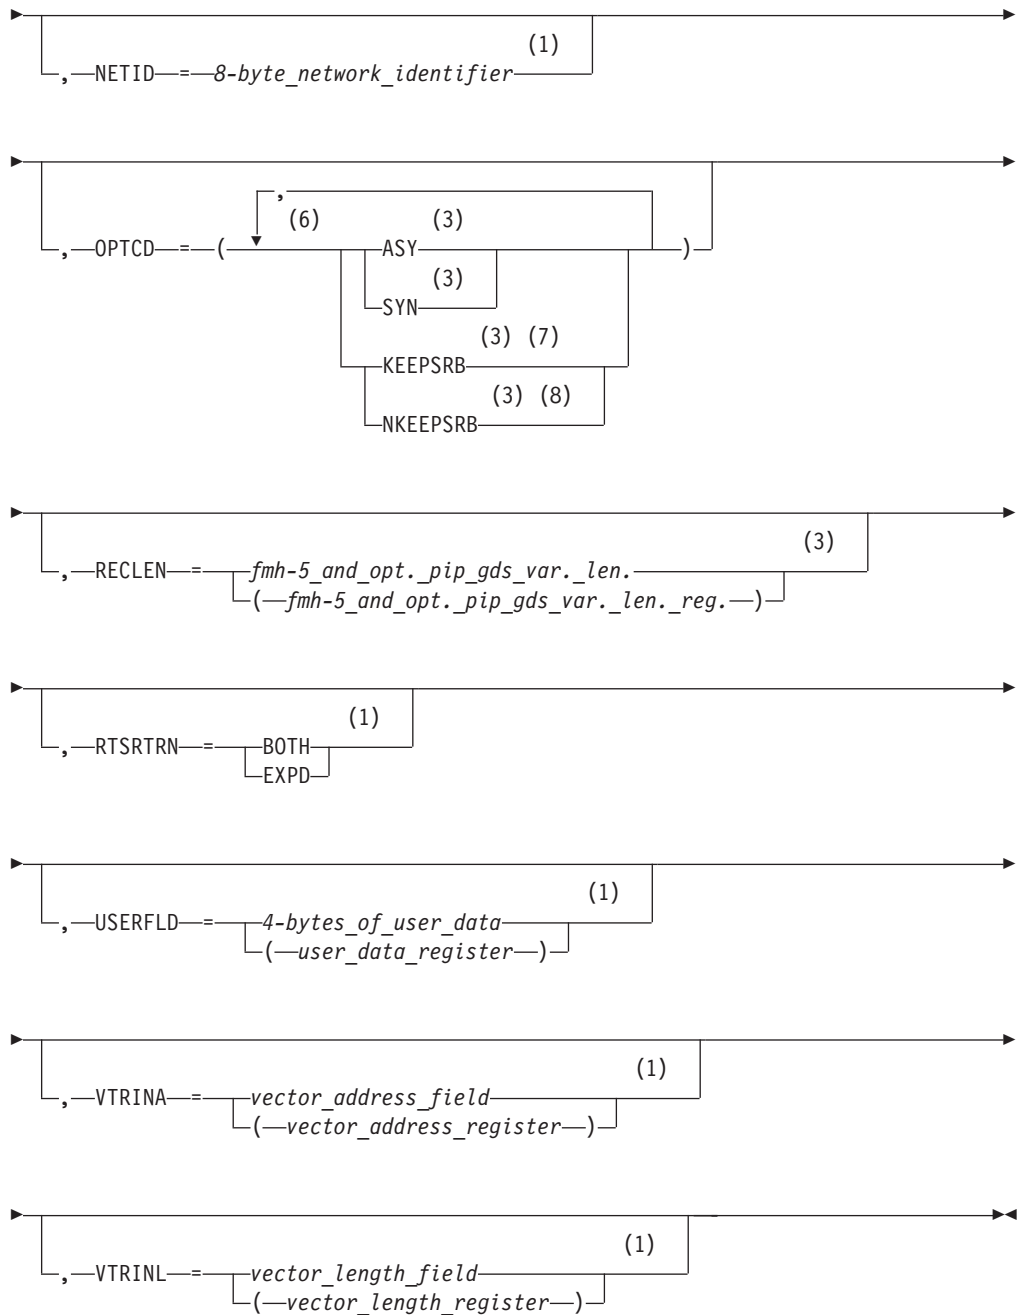 (1)
, NETID = 8-byte_network_identifier
,
(6) (3)
, OPTCD = ( ASY )
(3)
SYN
(3) (7)
KEEPSRB
(3) (8)
NKEEPSRB
(3)
, RECLEN = fmh-5_and_opt._pip_gds_var._len.
( fmh-5_and_opt._pip_gds_var._len._reg. )
(1)
, RTSRTRN = BOTH
EXPD
(1)
, USERFLD = 4-bytes_of_user_data
( user_data_register )
(1)
, VTRINA = vector_address_field
( vector_address_register )
(1)
, VTRINL = vector_length_field
( vector_length_register )